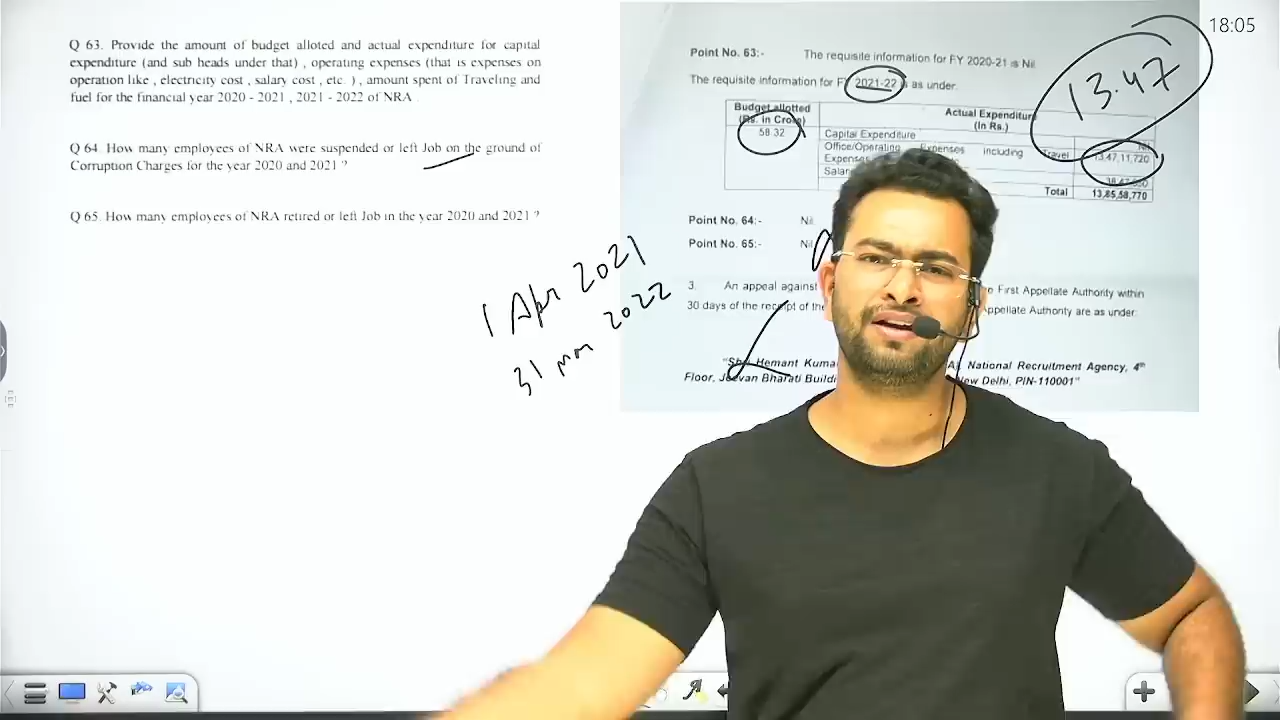 18:05
Q 63. Provide the amount of budget alloted and actual expenditure for capital
expenditure (and sub heads under that) , operating expenses (that is expenses on
operation like , electricity cost , salary cost , etc. ) , amount spent of Traveling and
fuel for the financial year 2020 - 2021 , 2021 - 2022 of NRA
Q 64. How many employees of NRA were suspended or left Job on the ground of
Corruption Charges for the year 2020 and 2021 ?
Q 65. How many employees of NRA retired or left Job in the year 2020 and 2021 ?
1 Apr 2021
31 mar 2022
13.47
Point No. 63:- The requisite information for FY 2020-21 is Nil
The requisite information for FY 2021-22 is as under.
Budget allotted
(Rs. in Crore)
Actual Expenditure
(In Rs.)
58.32
Capital Expenditure Nil
Office/Operating Expenses including Travel
Expenses
13,47,11,720
Total 13,85,58,770
Point No. 64:- Nil
Point No. 65:- Nil
3. An appeal against First Appellate Authority within
30 days of the receipt of the Appellate Authority are as under:
Hemant National Recruitment Agency, 4th
Floor, Jeevan Bharati New Delhi, PIN-110001"